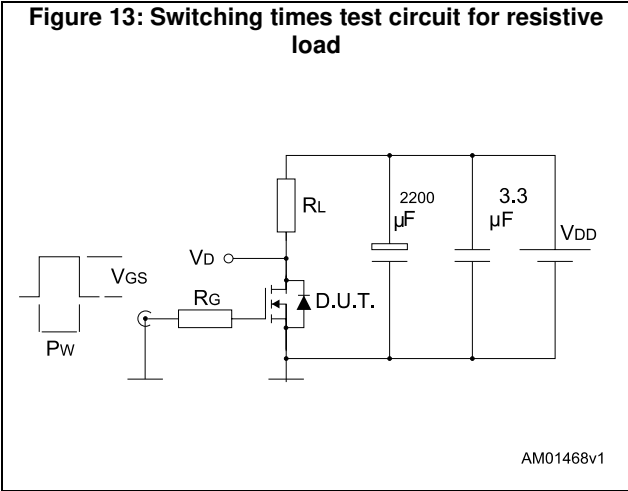 Figure 13: Switching times test circuit for resistive
load
2200
μF
3.3
μF
VDD
RL
VD
VGS
RG
D.U.T.
PW
AM01468v1